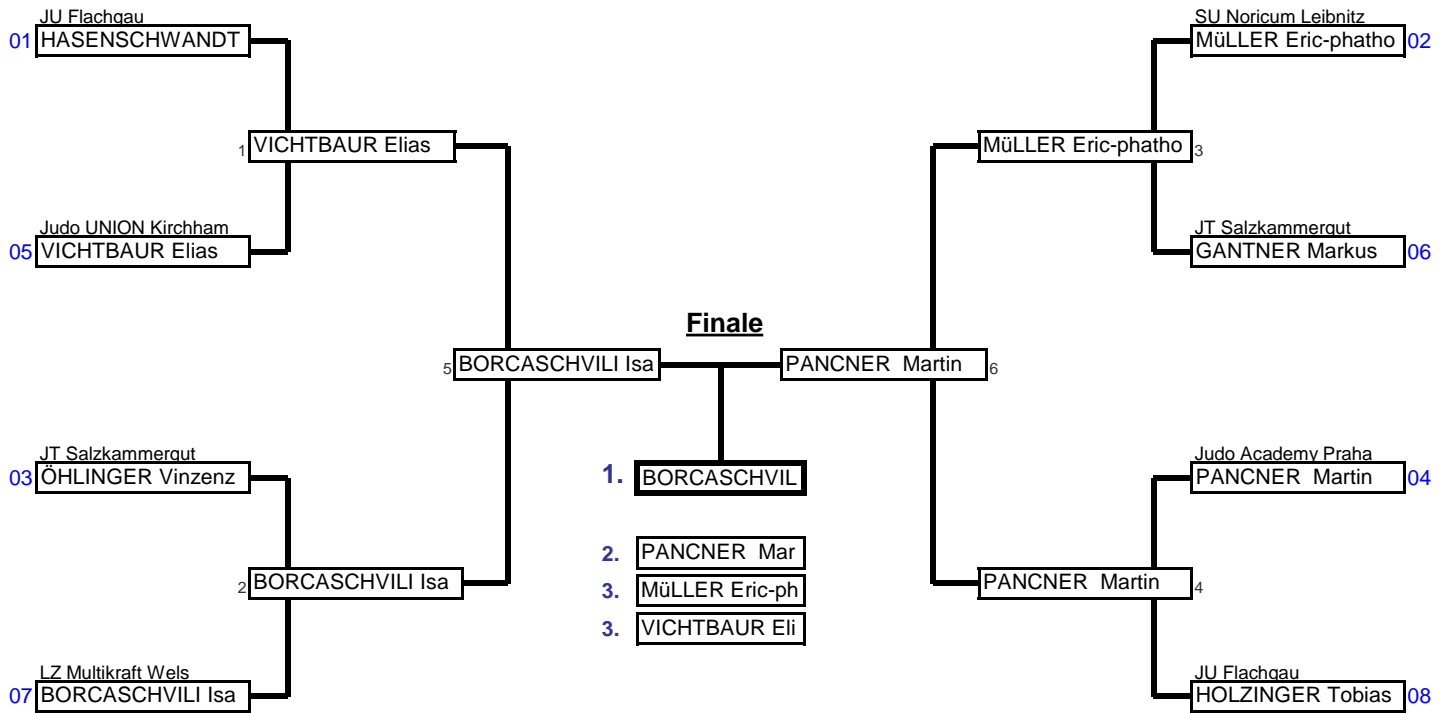 JU Flachgau
01 HASENSCHWANDT
SU Noricum Leibnitz
MüLLER Eric-phatho 02
1 VICHTBAUR Elias
MüLLER Eric-phatho 3
Judo UNION Kirchham
05 VICHTBAUR Elias
JT Salzkammergut
GANTNER Markus 06
Finale
5 BORCASCHVILI Isa
PANCNER  Martin 6
JT Salzkammergut
03 ÖHLINGER Vinzenz
1. BORCASCHVIL
Judo Academy Praha
PANCNER  Martin 04
2. PANCNER  Mar
2 BORCASCHVILI Isa
3. MüLLER Eric-ph
PANCNER  Martin 4
3. VICHTBAUR Eli
LZ Multikraft Wels
07 BORCASCHVILI Isa
JU Flachgau
HOLZINGER Tobias 08